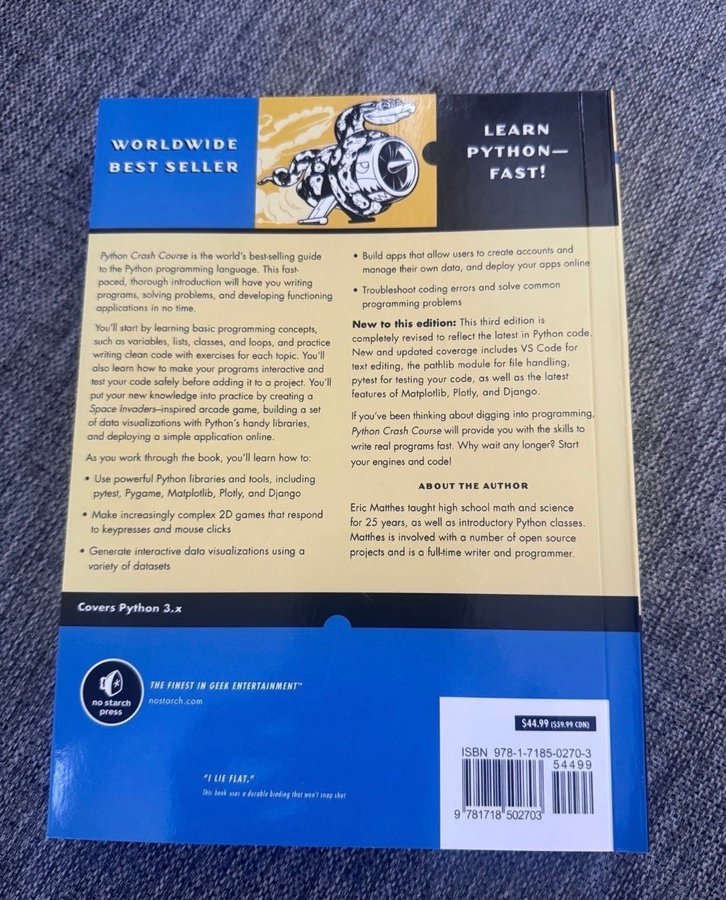 WORLDWIDE
BEST SELLER
LEARN
PYTHON—
FAST!
Python Crash Course is the world's best-selling guide
to the Python programming language. This fast-
paced, thorough introduction will have you writing
programs, solving problems, and developing functioning
applications in no time.
You'll start by learning basic programming concepts,
such as variables, lists, classes, and loops, and practice
writing clean code with exercises for each topic. You'll
also learn how to make your programs interactive and
test your code safely before adding it to a project. You'll
put your new knowledge into practice by creating a
Space Invaders–inspired arcade game, building a set
of data visualizations with Python's handy libraries,
and deploying a simple application online.
As you work through the book, you'll learn how to:
• Use powerful Python libraries and tools, including
pytest, Pygame, Matplotlib, Plotly, and Django
• Make increasingly complex 2D games that respond
to keypresses and mouse clicks
• Generate interactive data visualizations using a
variety of datasets
• Build apps that allow users to create accounts and
manage their own data, and deploy your apps online
• Troubleshoot coding errors and solve common
programming problems
New to this edition: This third edition is
completely revised to reflect the latest in Python code.
New and updated coverage includes VS Code for
text editing, the pathlib module for file handling,
pytest for testing your code, as well as the latest
features of Matplotlib, Plotly, and Django.
If you've been thinking about digging into programming,
Python Crash Course will provide you with the skills to
write real programs fast. Why wait any longer? Start
your engines and code!
ABOUT THE AUTHOR
Eric Matthes taught high school math and science
for 25 years, as well as introductory Python classes.
Matthes is involved with a number of open source
projects and is a full-time writer and programmer.
Covers Python 3.x
no starch
press
THE FINEST IN GEEK ENTERTAINMENT™
nostarch.com
"I LIE FLAT."
This book uses a durable binding that won't snap shut
$44.99 ($59.99 CDN)
ISBN 978-1-7185-0270-3
54499
9 781718 502703